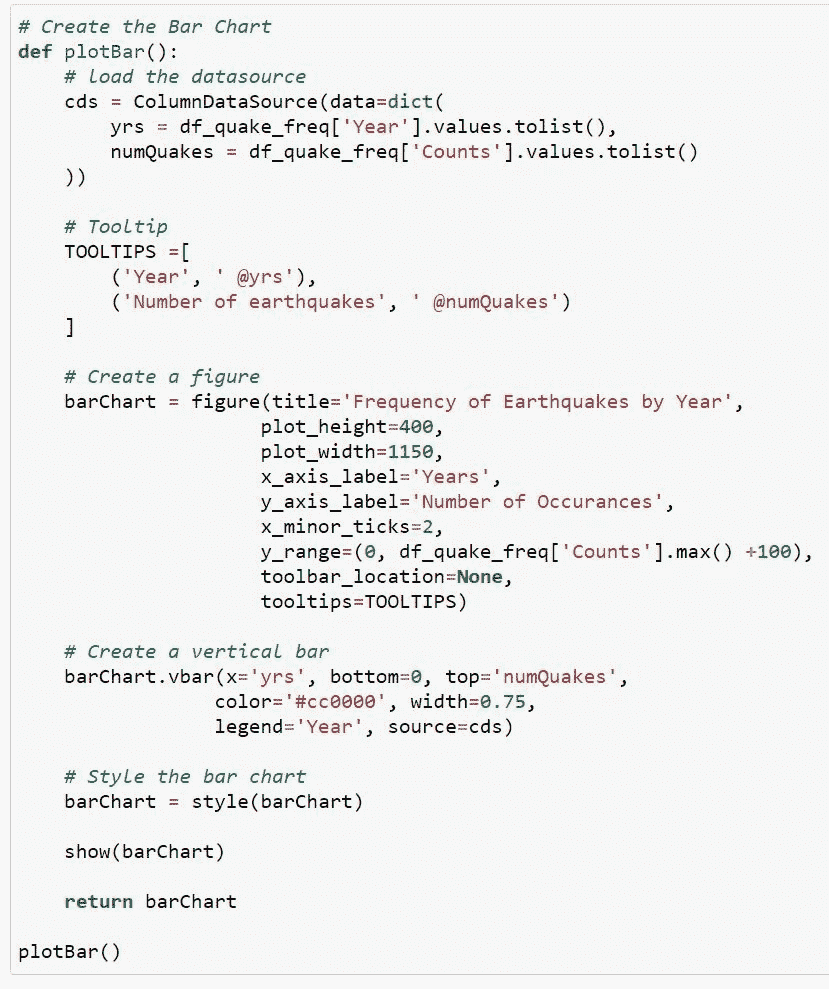 # Create the Bar Chart
def plotBar():
    # load the datasource
    cds = ColumnDataSource(data=dict(
        yrs = df_quake_freq['Year'].values.tolist(),
        numQuakes = df_quake_freq['Counts'].values.tolist()
    ))

    # Tooltip
    TOOLTIPS =[
        ('Year', ' @yrs'),
        ('Number of earthquakes', ' @numQuakes')
    ]

    # Create a figure
    barChart = figure(title='Frequency of Earthquakes by Year',
                     plot_height=400,
                     plot_width=1150,
                     x_axis_label='Years',
                     y_axis_label='Number of Occurances',
                     x_minor_ticks=2,
                     y_range=(0, df_quake_freq['Counts'].max() +100),
                     toolbar_location=None,
                     tooltips=TOOLTIPS)

    # Create a vertical bar
    barChart.vbar(x='yrs', bottom=0, top='numQuakes',
                 color='#cc0000', width=0.75,
                 legend='Year', source=cds)

    # Style the bar chart
    barChart = style(barChart)

    show(barChart)

    return barChart

plotBar()